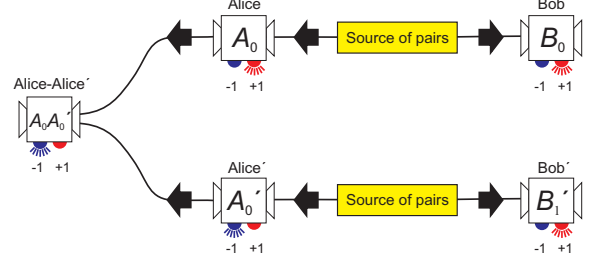 Alice
Bob
A₀
Source of pairs
B₀
-1 +1
-1 +1
Alice-Alice´
A₀A₀´
-1 +1
Alice´
Bob´
A₀´
Source of pairs
B₁´
-1 +1
-1 +1